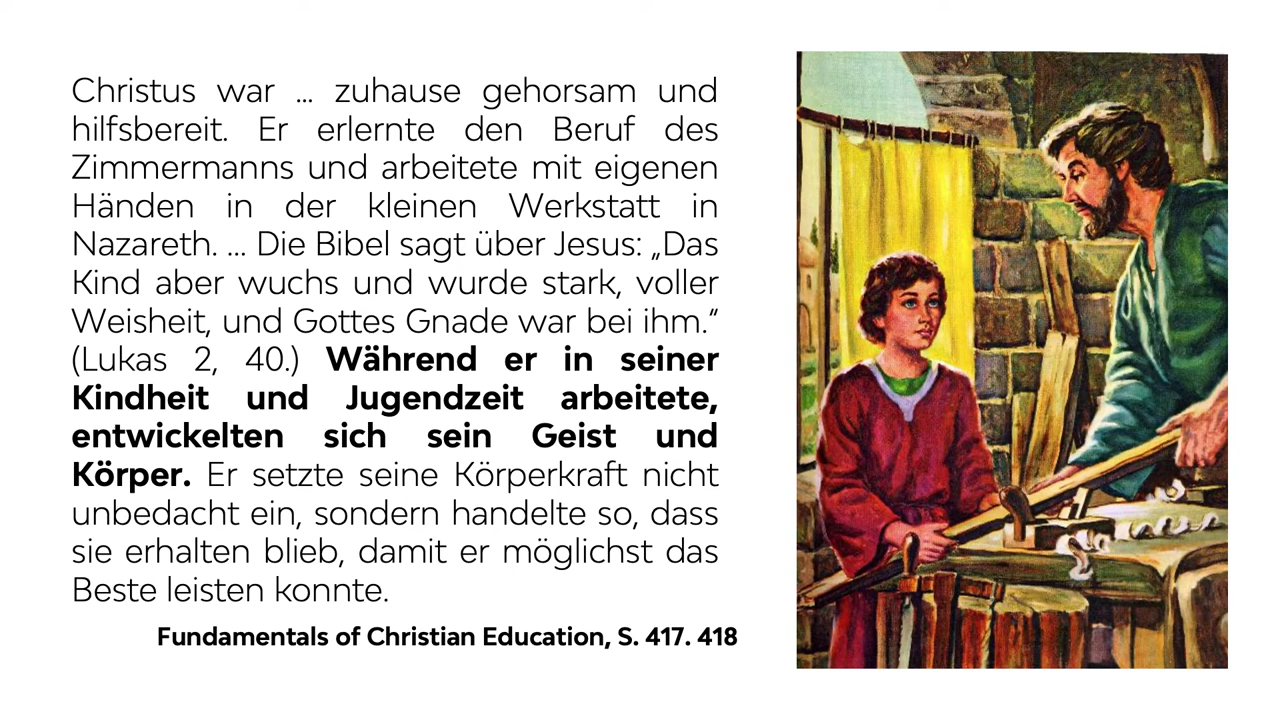 Christus war ... zuhause gehorsam und
hilfsbereit. Er erlernte den Beruf des
Zimmermanns und arbeitete mit eigenen
Händen in der kleinen Werkstatt in
Nazareth. ... Die Bibel sagt über Jesus: „Das
Kind aber wuchs und wurde stark, voller
Weisheit, und Gottes Gnade war bei ihm.“
(Lukas 2, 40.) Während er in seiner
Kindheit und Jugendzeit arbeitete,
entwickelten sich sein Geist und
Körper. Er setzte seine Körperkraft nicht
unbedacht ein, sondern handelte so, dass
sie erhalten blieb, damit er möglichst das
Beste leisten konnte.
Fundamentals of Christian Education, S. 417. 418